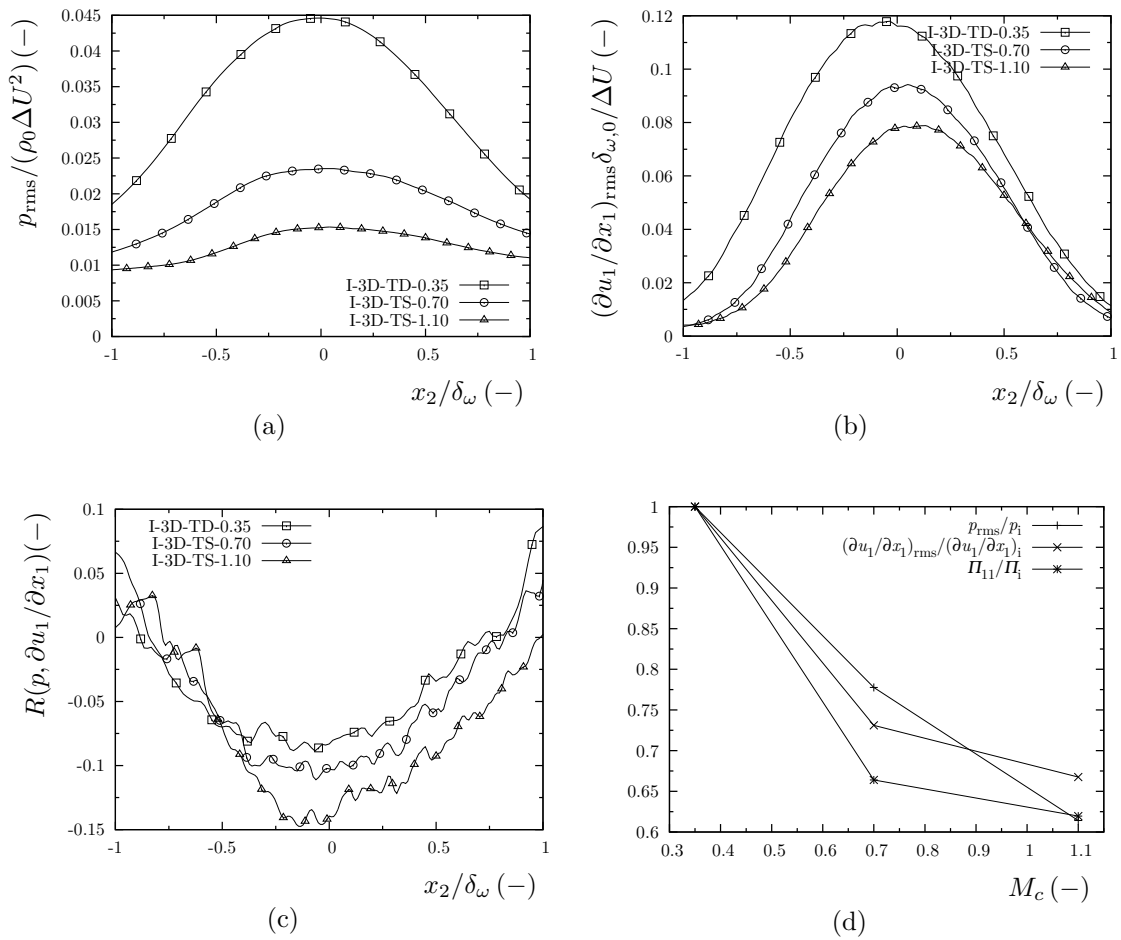 p_rms/(ρ_0ΔU^2) (−)
0.045
0.04
0.035
0.03
0.025
0.02
0.015
0.01
0.005
0
I-3D-TD-0.35
I-3D-TS-0.70
I-3D-TS-1.10
-1 -0.5 0 0.5 1
x_2/δ_ω (−)
(a)
(∂u_1/∂x_1)_rms δ_ω,0/ΔU (−)
0.12
0.1
0.08
0.06
0.04
0.02
0
I-3D-TD-0.35
I-3D-TS-0.70
I-3D-TS-1.10
-1 -0.5 0 0.5 1
x_2/δ_ω (−)
(b)
R(p, ∂u_1/∂x_1) (−)
0.1
0.05
0
-0.05
-0.1
-0.15
I-3D-TD-0.35
I-3D-TS-0.70
I-3D-TS-1.10
-1 -0.5 0 0.5 1
x_2/δ_ω (−)
(c)
1
0.95
0.9
0.85
0.8
0.75
0.7
0.65
0.6
p_rms/p_i
(∂u_1/∂x_1)_rms/(∂u_1/∂x_1)_i
Π_11/Π_i
0.3 0.4 0.5 0.6 0.7 0.8 0.9 1 1.1
M_c (−)
(d)